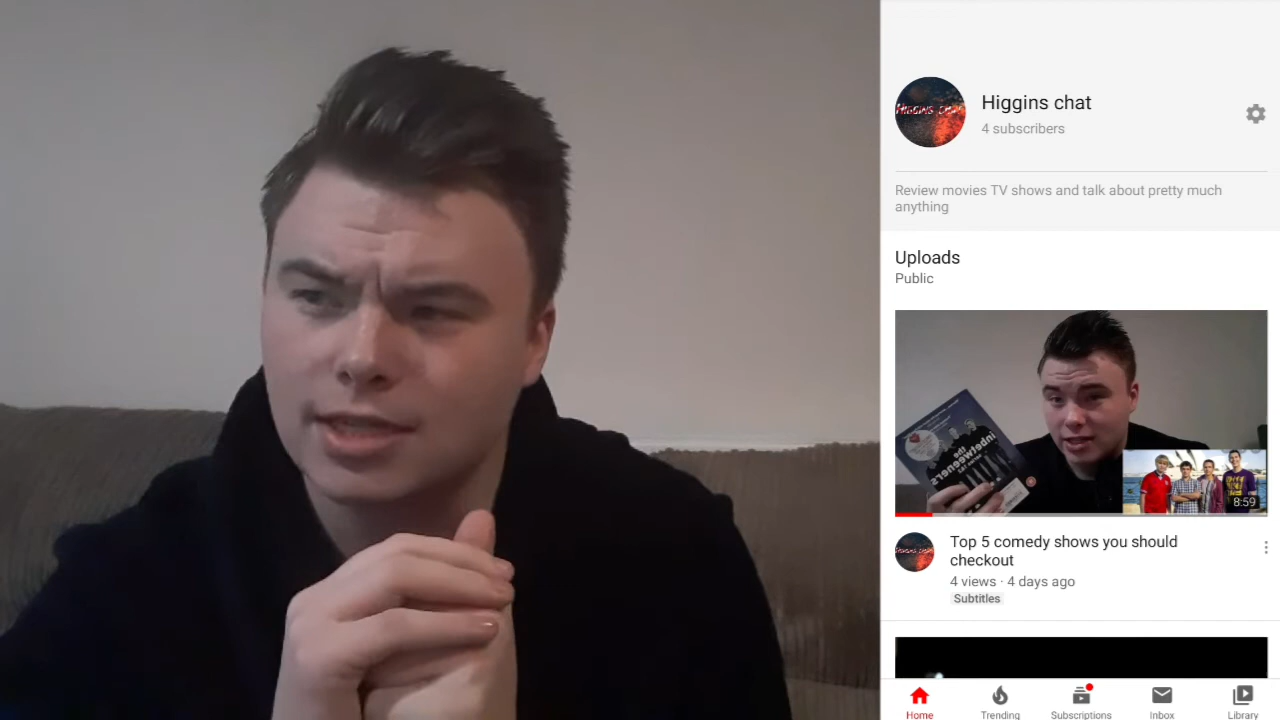 HIGGINS CHAT
Higgins chat
4 subscribers
Review movies TV shows and talk about pretty much
anything
Uploads
Public
the
inbetweeners
8:59
Top 5 comedy shows you should
checkout
4 views · 4 days ago
Subtitles
Home
Trending
Subscriptions
Inbox
Library